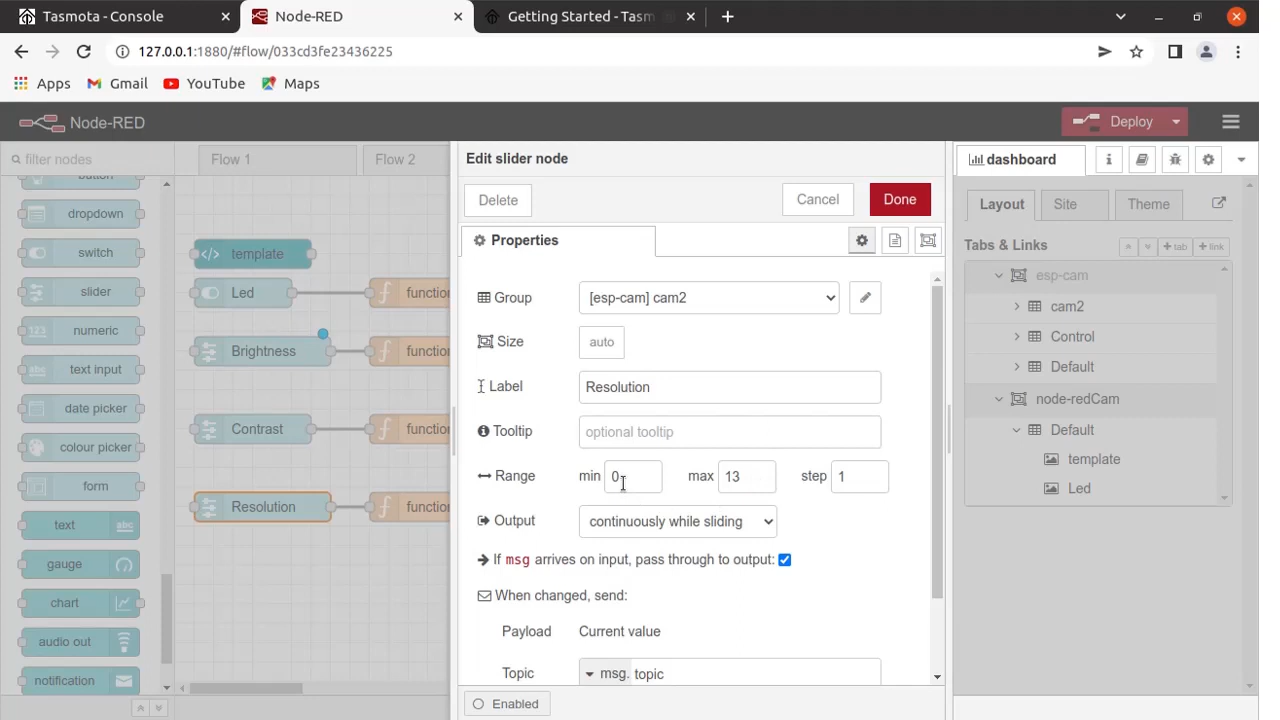 Tasmota - Console
Node-RED
Getting Started - Tasm
127.0.0.1:1880/#flow/033cd3fe23436225
Apps
Gmail
YouTube
Maps
Node-RED
Deploy
filter nodes
Flow 1
Flow 2
Edit slider node
dashboard
Delete
Cancel
Done
Layout
Site
Theme
Properties
Tabs & Links
tab
link
button
dropdown
switch
slider
numeric
text input
date picker
colour picker
form
text
gauge
chart
audio out
notification
template
Led
function
Brightness
function
Contrast
function
Resolution
function
Group
[esp-cam] cam2
Size
auto
Label
Resolution
Tooltip
optional tooltip
Range
min 0
max 13
step 1
Output
continuously while sliding
If msg arrives on input, pass through to output:
When changed, send:
Payload
Current value
Topic
msg. topic
Enabled
esp-cam
cam2
Control
Default
node-redCam
Default
template
Led